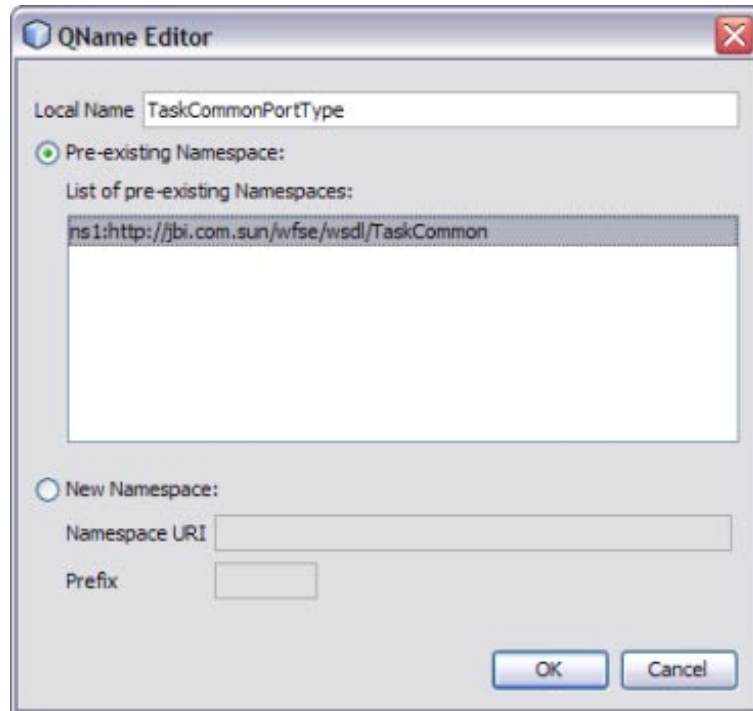 QName Editor
Local Name TaskCommonPortType
Pre-existing Namespace:
List of pre-existing Namespaces:
ns1:http://jbi.com.sun/wfse/wsdl/TaskCommon
New Namespace:
Namespace URI
Prefix
OK Cancel